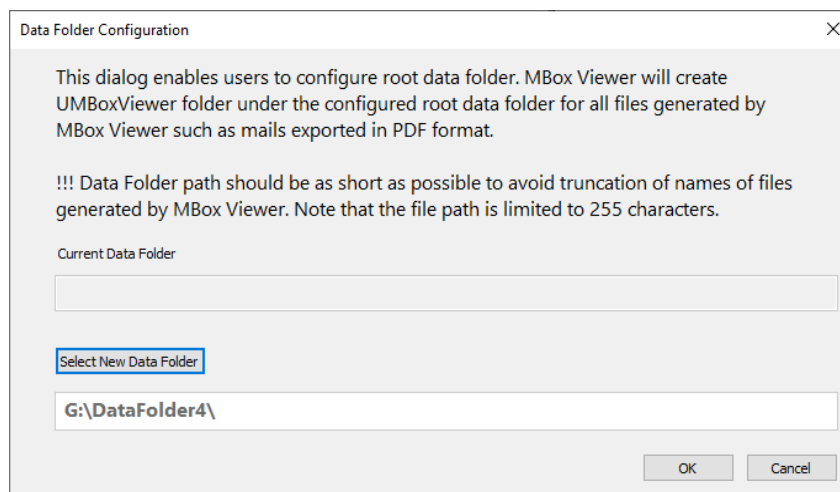 Data Folder Configuration
This dialog enables users to configure root data folder. MBox Viewer will create
UMBoxViewer folder under the configured root data folder for all files generated by
MBox Viewer such as mails exported in PDF format.
!!! Data Folder path should be as short as possible to avoid truncation of names of files
generated by MBox Viewer. Note that the file path is limited to 255 characters.
Current Data Folder
Select New Data Folder
G:\DataFolder4\
OK
Cancel